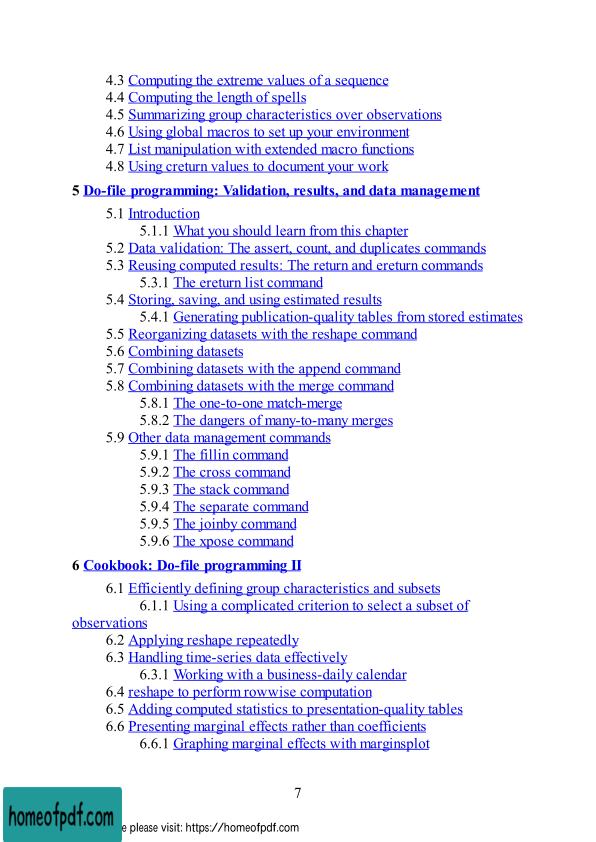 4.3 Computing the extreme values of a sequence
4.4 Computing the length of spells
4.5 Summarizing group characteristics over observations
4.6 Using global macros to set up your environment
4.7 List manipulation with extended macro functions
4.8 Using creturn values to document your work
5 Do-file programming: Validation, results, and data management
5.1 Introduction
5.1.1 What you should learn from this chapter
5.2 Data validation: The assert, count, and duplicates commands
5.3 Reusing computed results: The return and ereturn commands
5.3.1 The ereturn list command
5.4 Storing, saving, and using estimated results
5.4.1 Generating publication-quality tables from stored estimates
5.5 Reorganizing datasets with the reshape command
5.6 Combining datasets
5.7 Combining datasets with the append command
5.8 Combining datasets with the merge command
5.8.1 The one-to-one match-merge
5.8.2 The dangers of many-to-many merges
5.9 Other data management commands
5.9.1 The fillin command
5.9.2 The cross command
5.9.3 The stack command
5.9.4 The separate command
5.9.5 The joinby command
5.9.6 The xpose command
6 Cookbook: Do-file programming II
6.1 Efficiently defining group characteristics and subsets
6.1.1 Using a complicated criterion to select a subset of
observations
6.2 Applying reshape repeatedly
6.3 Handling time-series data effectively
6.3.1 Working with a business-daily calendar
6.4 reshape to perform rowwise computation
6.5 Adding computed statistics to presentation-quality tables
6.6 Presenting marginal effects rather than coefficients
6.6.1 Graphing marginal effects with marginsplot
7
homeofpdf.com
e please visit: https://homeofpdf.com